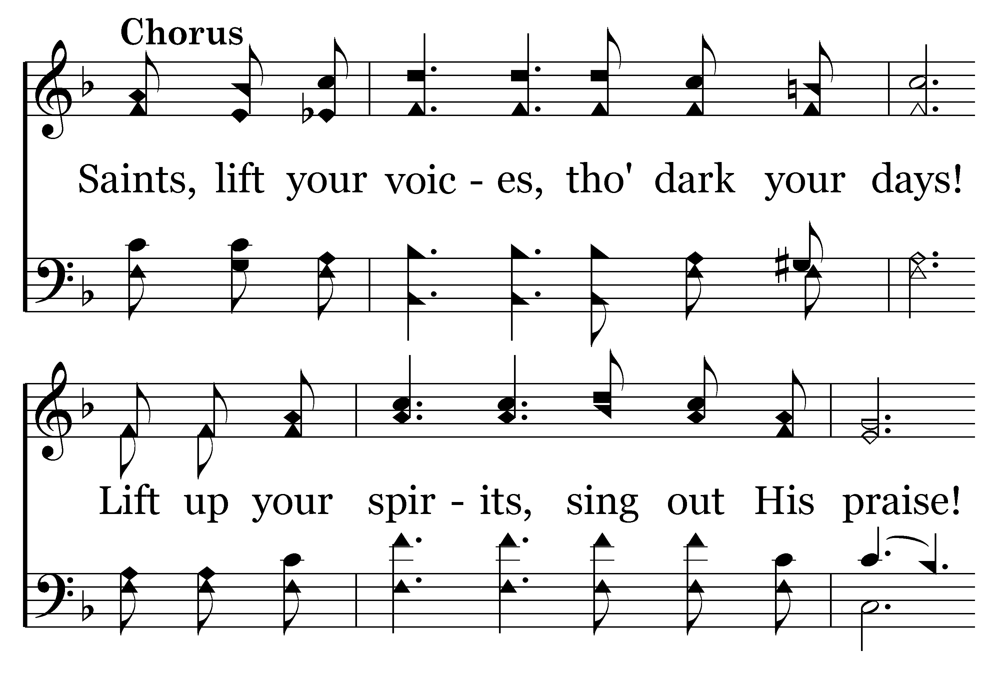 Chorus
Saints, lift your voic - es, tho' dark your days!
Lift up your spir - its, sing out His praise!